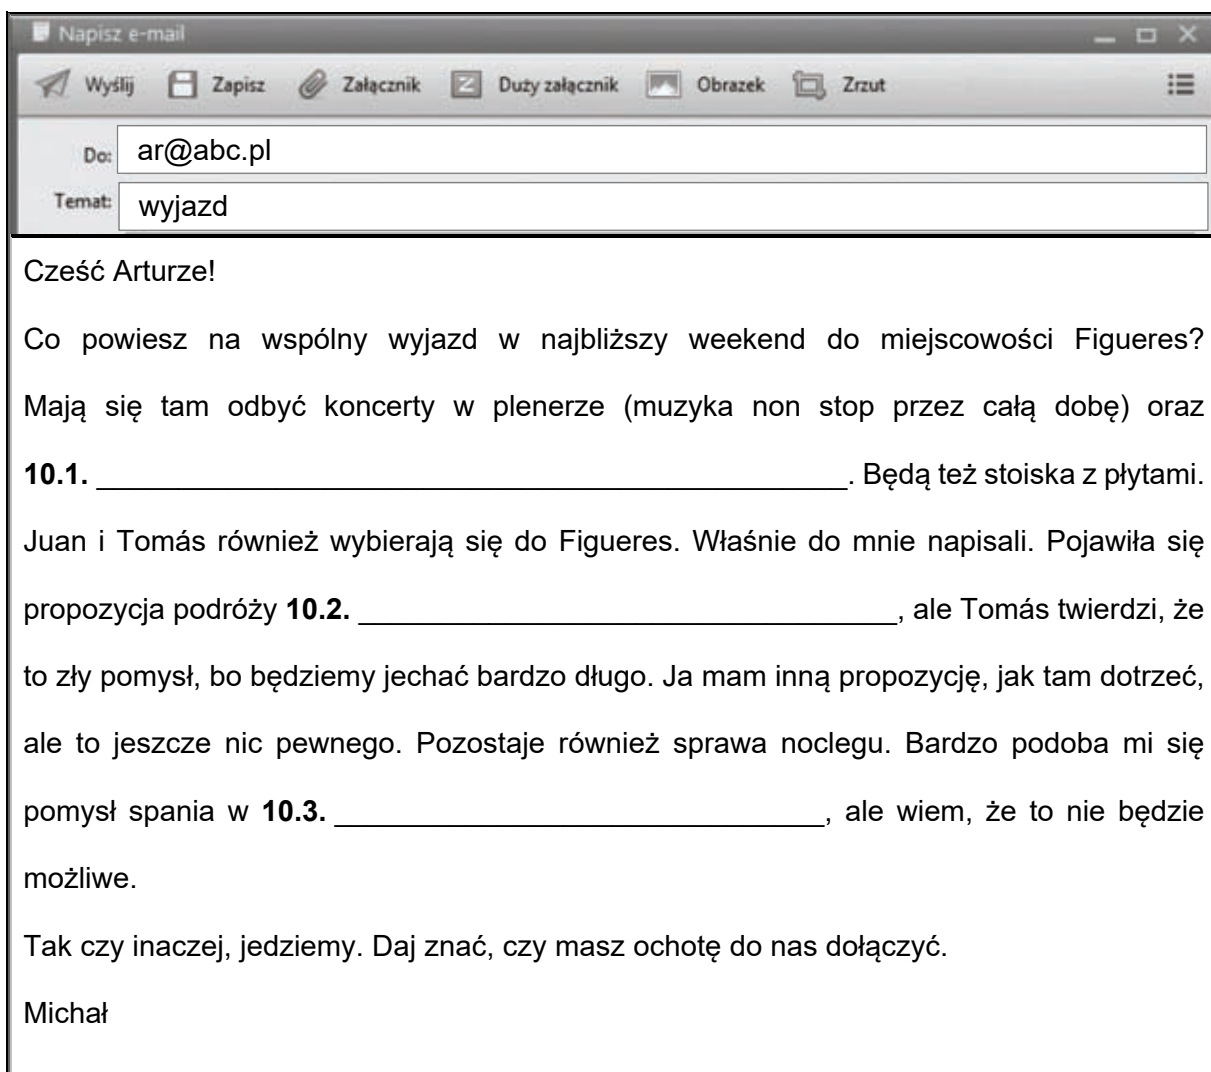 Napisz e-mail
Wyślij Zapisz Załącznik Duży załącznik Obrazek Zrzut
Do: ar@abc.pl
Temat: wyjazd
Cześć Arturze!
Co powiesz na wspólny wyjazd w najbliższy weekend do miejscowości Figueres?
Mają się tam odbyć koncerty w plenerze (muzyka non stop przez całą dobę) oraz
10.1. _______________________________________________. Będą też stoiska z płytami.
Juan i Tomás również wybierają się do Figueres. Właśnie do mnie napisali. Pojawiła się
propozycja podróży 10.2. __________________________________, ale Tomás twierdzi, że
to zły pomysł, bo będziemy jechać bardzo długo. Ja mam inną propozycję, jak tam dotrzeć,
ale to jeszcze nic pewnego. Pozostaje również sprawa noclegu. Bardzo podoba mi się
pomysł spania w 10.3. _______________________________, ale wiem, że to nie będzie
możliwe.
Tak czy inaczej, jedziemy. Daj znać, czy masz ochotę do nas dołączyć.
Michał